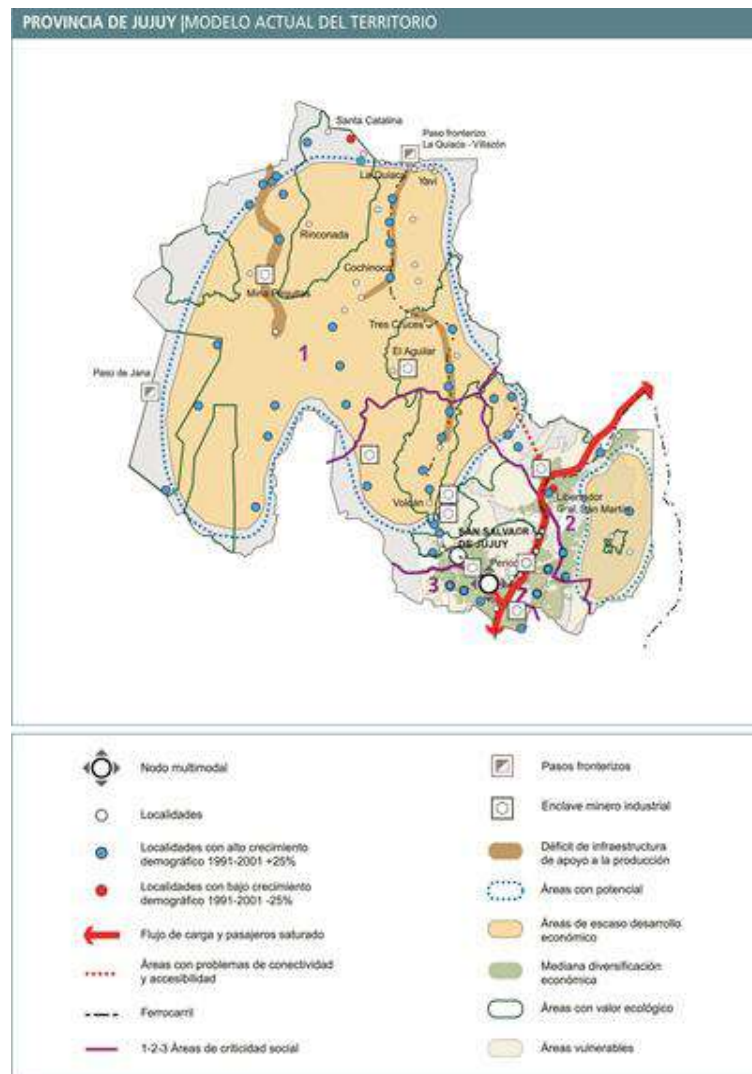 PROVINCIA DE JUJUY | MODELO ACTUAL DEL TERRITORIO
Santa Catalina
Paso fronterizo
La Quiaca - Villazón
La Quiaca
Yavi
Rinconada
Cochinoca
Mina Pirquitas
Tres Cruces
El Aguilar
1
Paso de Jama
Libertador
Gral. San Martín
2
Volcán
SAN SALVADOR
DE JUJUY
Perico
3
2
Nodo multimodal
Localidades
Localidades con alto crecimiento
demográfico 1991-2001 +25%
Localidades con bajo crecimiento
demográfico 1991-2001 -25%
Flujo de carga y pasajeros saturado
Áreas con problemas de conectividad
y accesibilidad
Ferrocarril
1-2-3 Áreas de criticidad social
Pasos fronterizos
Enclave minero industrial
Déficit de infraestructura
de apoyo a la producción
Áreas con potencial
Áreas de escaso desarrollo
económico
Mediana diversificación
económica
Áreas con valor ecológico
Áreas vulnerables